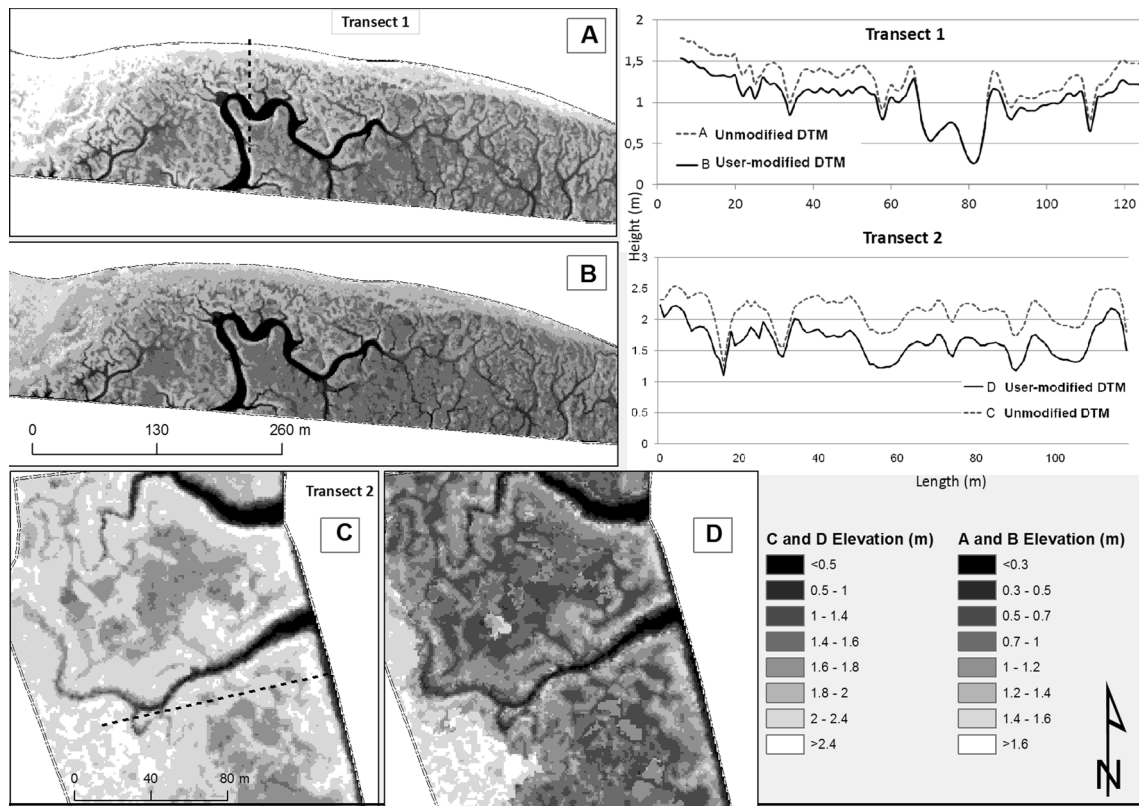 Transect 1
A
B
0 130 260 m
Transect 1
2
1,5
1
0,5
0
0 20 40 60 80 100 120
A Unmodified DTM
B User-modified DTM
Height (m)
Transect 2
3
2.5
2
1.5
1
0.5
0
0 20 40 60 80 100
D User-modified DTM
C Unmodified DTM
Length (m)
Transect 2
C
0 40 80 m
D
C and D Elevation (m)
<0.5
0.5 - 1
1 - 1.4
1.4 - 1.6
1.6 - 1.8
1.8 - 2
2 - 2.4
>2.4
A and B Elevation (m)
<0.3
0.3 - 0.5
0.5 - 0.7
0.7 - 1
1 - 1.2
1.2 - 1.4
1.4 - 1.6
>1.6
N